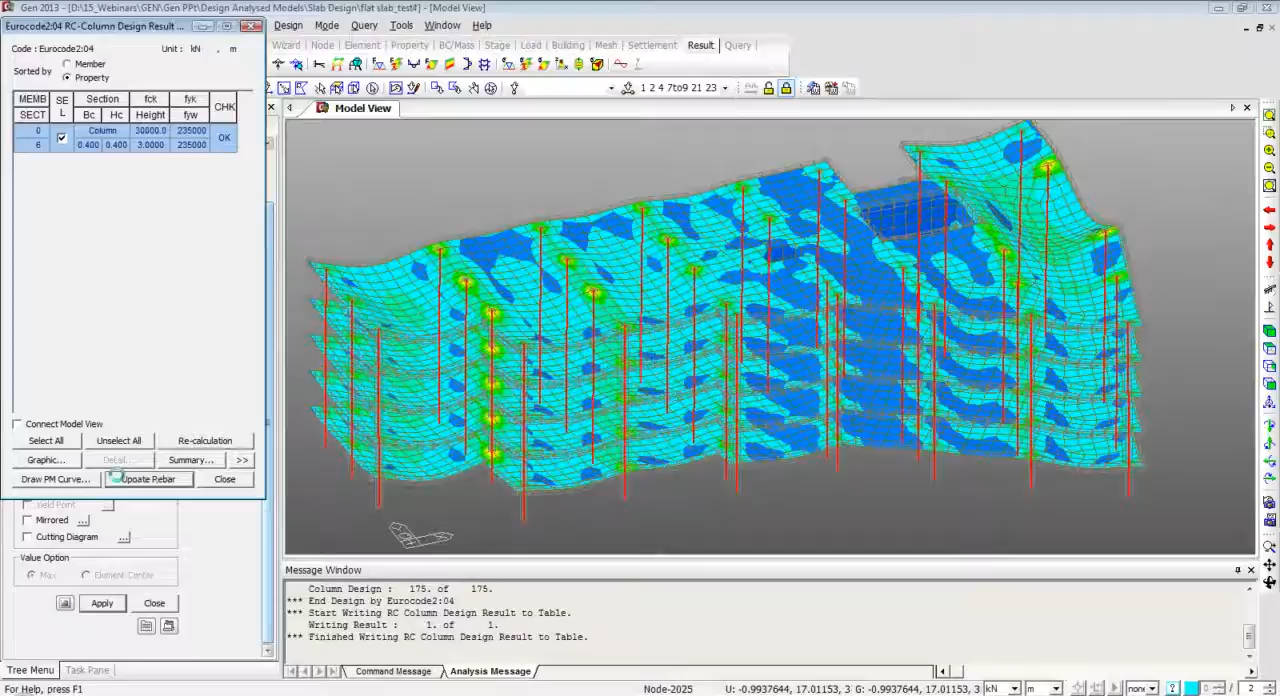 Gen 2013 - [D:\15_Webinars\GEN\Gen PPt\Design Analysed Models\Slab Design\flat slab_test4] - [Model View]
Eurocode2:04 RC-Column Design Result ...
Design Mode Query Tools Window Help
Code : Eurocode2:04 Unit : kN , m
Wizard Node Element Property BC/Mass Stage Load Building Mesh Settlement Result Query
Sorted by
Member
Property
1 2 4 7to9 21 23
MEMB SE Section fck fyk CHK
SECT L Bc Hc Height fyw
0 Column 30000.0 235000 OK
6 0.400 0.400 3.0000 235000
Model View
Connect Model View
Select All Unselect All Re-calculation
Graphic... Detail... Summary... >>
Draw PM Curve... Update Rebar Close
Yield Point
Mirrored ...
Cutting Diagram ...
Value Option
Max Element Centre
Apply Close
Message Window
Column Design : 175. of 175.
*** End Design by Eurocode2:04
*** Start Writing RC Column Design Result to Table.
Writing Result : 1. of 1.
*** Finished Writing RC Column Design Result to Table.
Tree Menu Task Pane
Command Message Analysis Message
For Help, press F1
Node-2025
U: -0.9937644, 17.01153, 3 G: -0.9937644, 17.01153, 3
kN m
none ? 0 / 2